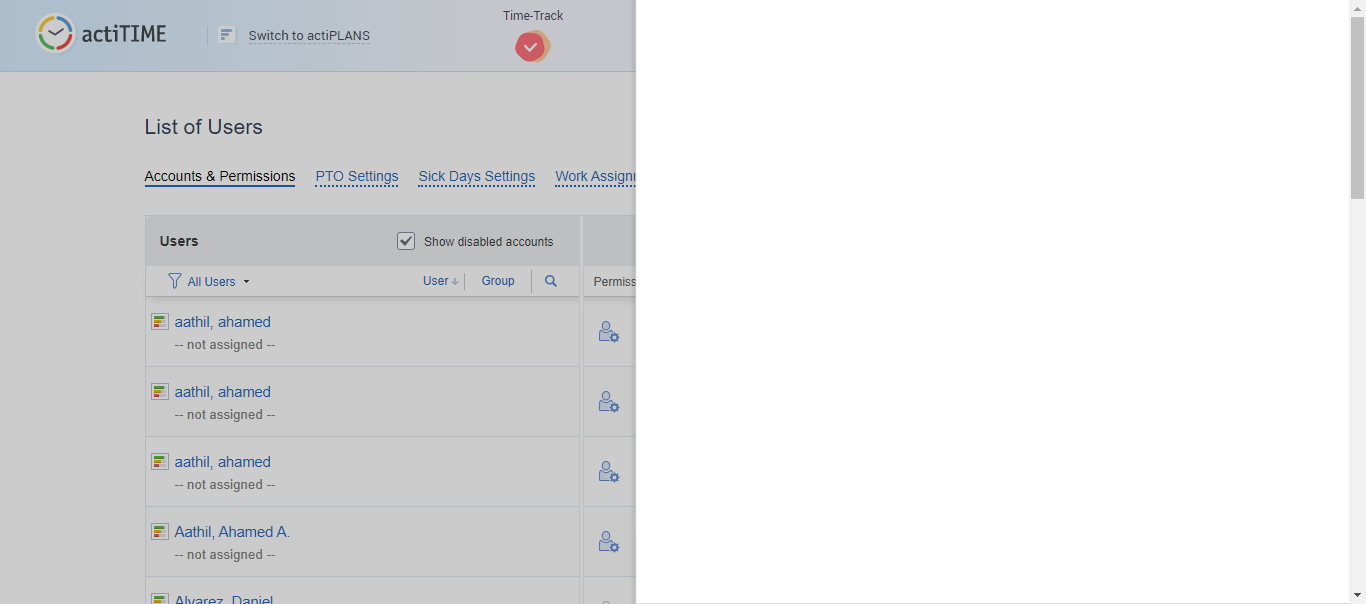 actiTIME
Switch to actiPLANS
Time-Track
List of Users
Accounts & Permissions
PTO Settings
Sick Days Settings
Work Assignm
Users
Show disabled accounts
All Users
User
Group
Permiss
aathil, ahamed
-- not assigned --
aathil, ahamed
-- not assigned --
aathil, ahamed
-- not assigned --
Aathil, Ahamed A.
-- not assigned --
Alvarez, Daniel